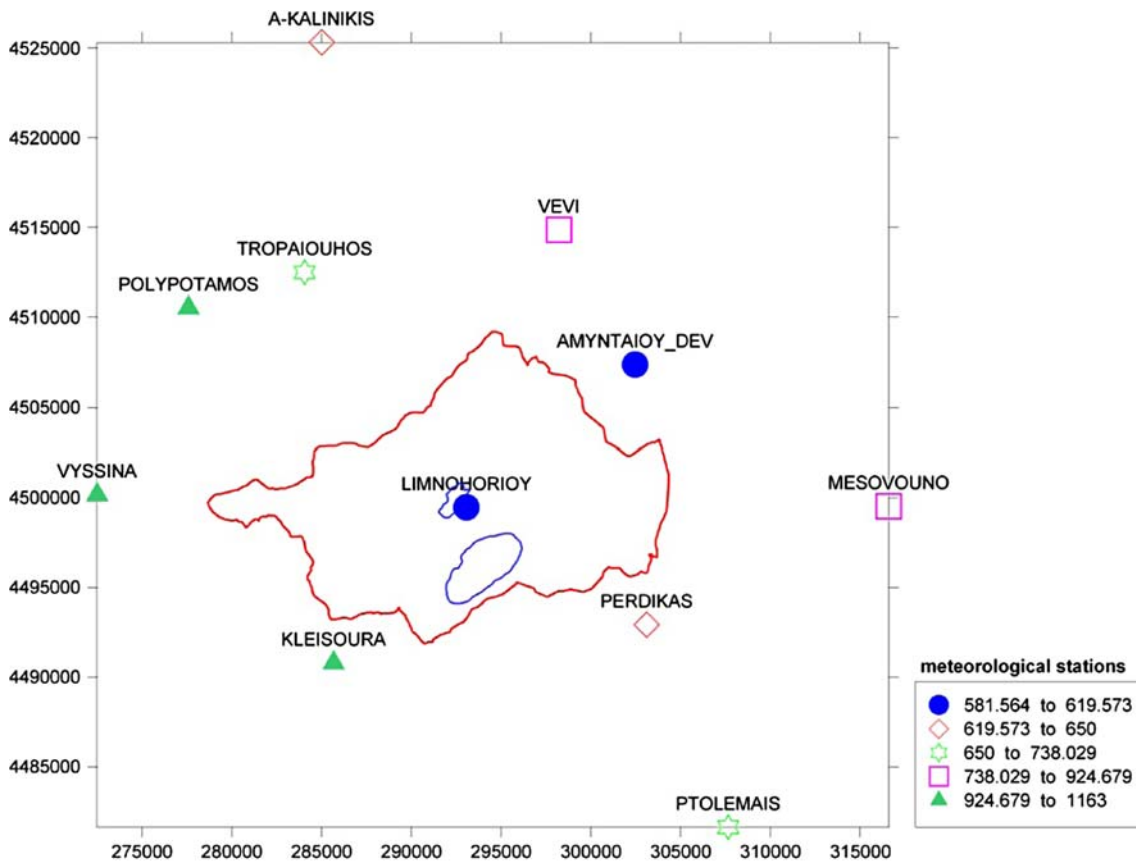 A-KALINIKIS
4525000
4520000
VEVI
4515000
TROPAIOUHOS
POLYPOTAMOS
4510000
AMYNTAIOY_DEV
4505000
VYSSINA
LIMNOHORIOY
MESOVOUNO
4500000
4495000
PERDIKAS
KLEISOURA
4490000
meteorological stations
581.564 to 619.573
619.573 to 650
650 to 738.029
738.029 to 924.679
924.679 to 1163
4485000
PTOLEMAIS
275000 280000 285000 290000 295000 300000 305000 310000 315000